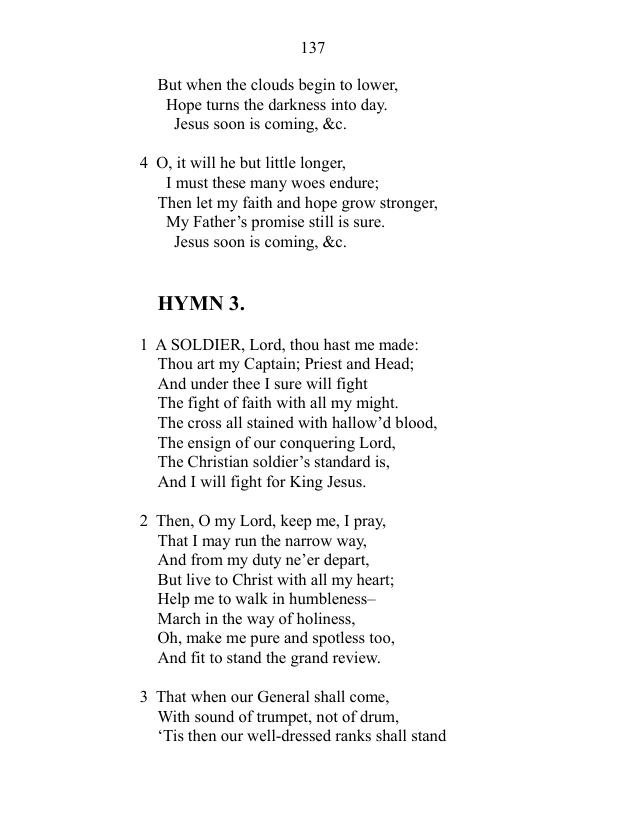 137
But when the clouds begin to lower,
Hope turns the darkness into day.
Jesus soon is coming, &c.
4 O, it will he but little longer,
I must these many woes endure;
Then let my faith and hope grow stronger,
My Father’s promise still is sure.
Jesus soon is coming, &c.
HYMN 3.
1 A SOLDIER, Lord, thou hast me made:
Thou art my Captain; Priest and Head;
And under thee I sure will fight
The fight of faith with all my might.
The cross all stained with hallow’d blood,
The ensign of our conquering Lord,
The Christian soldier’s standard is,
And I will fight for King Jesus.
2 Then, O my Lord, keep me, I pray,
That I may run the narrow way,
And from my duty ne’er depart,
But live to Christ with all my heart;
Help me to walk in humbleness–
March in the way of holiness,
Oh, make me pure and spotless too,
And fit to stand the grand review.
3 That when our General shall come,
With sound of trumpet, not of drum,
‘Tis then our well-dressed ranks shall stand